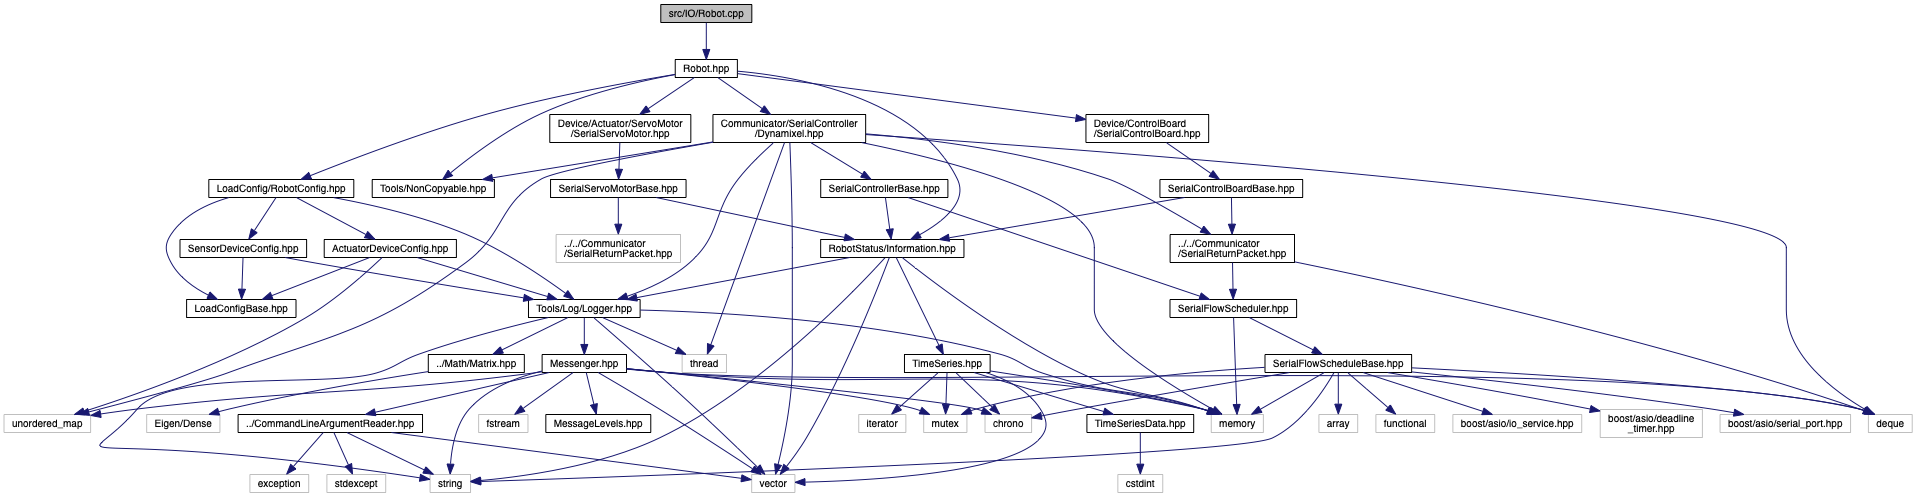 src/IO/Robot.cpp
Robot.hpp
Device/Actuator/ServoMotor
/SerialServoMotor.hpp
Communicator/SerialController
/Dynamixel.hpp
Device/ControlBoard
/SerialControlBoard.hpp
LoadConfig/RobotConfig.hpp
Tools/NonCopyable.hpp
SerialServoMotorBase.hpp
SerialControllerBase.hpp
SerialControlBoardBase.hpp
SensorDeviceConfig.hpp
ActuatorDeviceConfig.hpp
../../Communicator
/SerialReturnPacket.hpp
RobotStatus/Information.hpp
../../Communicator
/SerialReturnPacket.hpp
LoadConfigBase.hpp
Tools/Log/Logger.hpp
SerialFlowScheduler.hpp
../Math/Matrix.hpp
Messenger.hpp
thread
TimeSeries.hpp
SerialFlowScheduleBase.hpp
unordered_map
Eigen/Dense
../CommandLineArgumentReader.hpp
fstream
MessageLevels.hpp
iterator
mutex
chrono
TimeSeriesData.hpp
memory
array
functional
boost/asio/io_service.hpp
boost/asio/deadline
_timer.hpp
boost/asio/serial_port.hpp
deque
exception
stdexcept
string
vector
cstdint